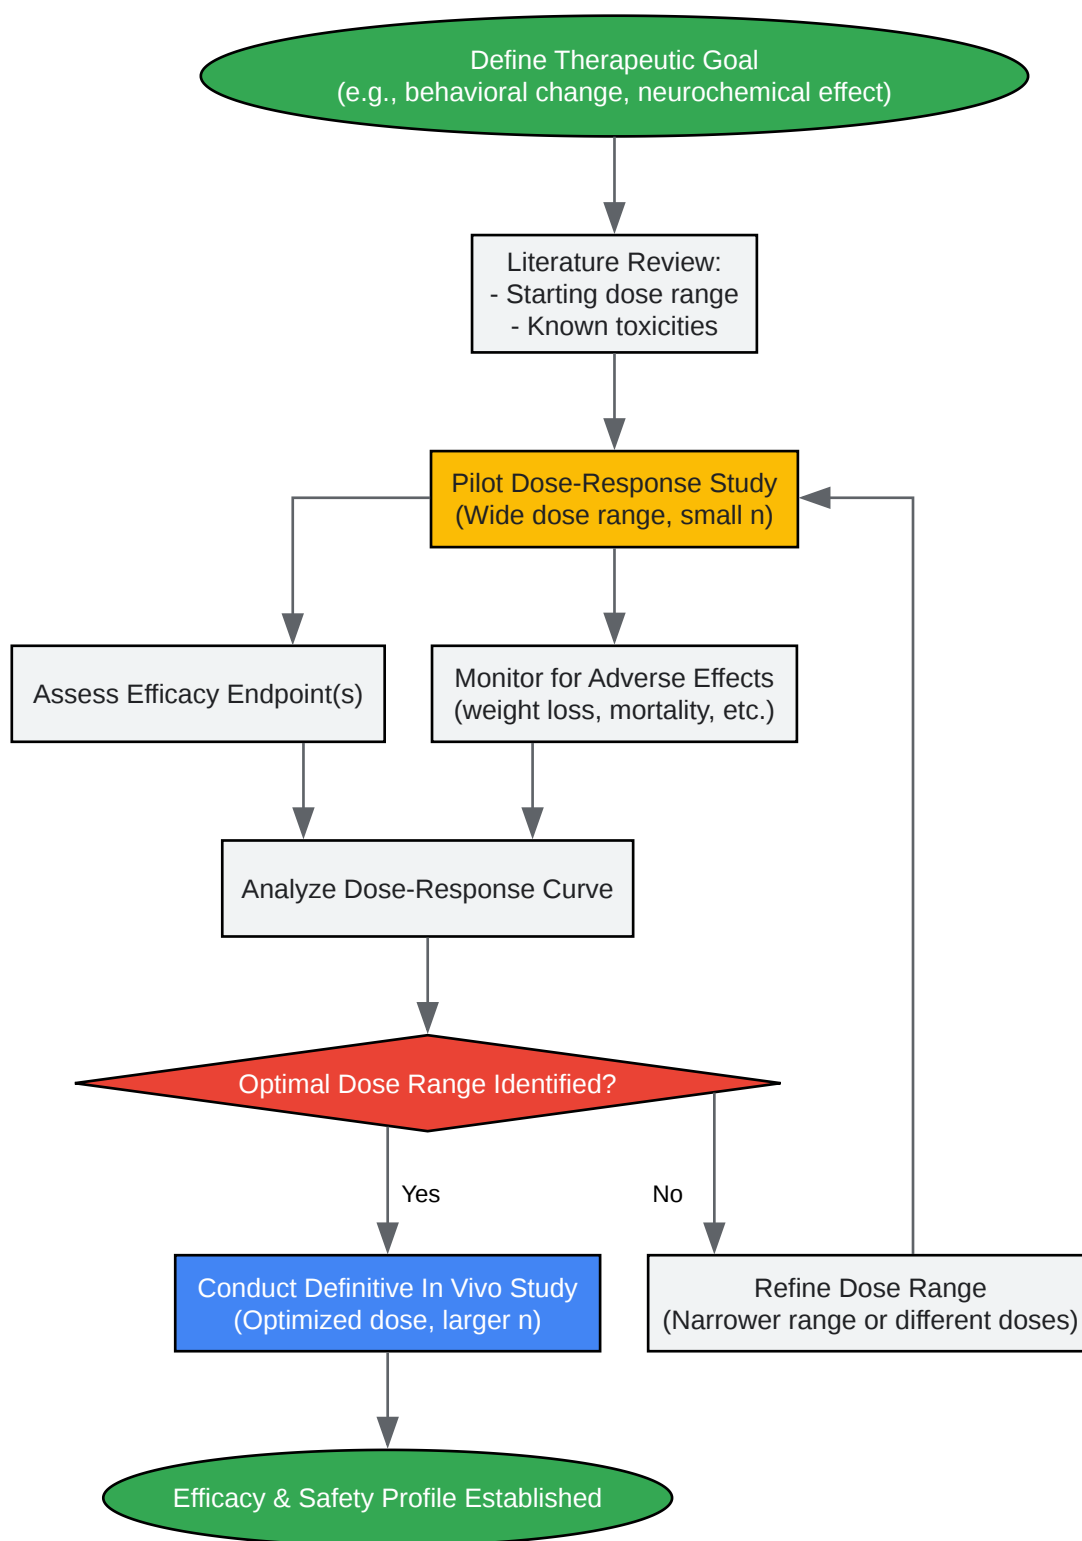 Define Therapeutic Goal
(e.g., behavioral change, neurochemical effect)
Literature Review:
- Starting dose range
- Known toxicities
Pilot Dose-Response Study
(Wide dose range, small n)
Assess Efficacy Endpoint(s)
Monitor for Adverse Effects
(weight loss, mortality, etc.)
Analyze Dose-Response Curve
Optimal Dose Range Identified?
Yes
No
Conduct Definitive In Vivo Study
(Optimized dose, larger n)
Refine Dose Range
(Narrower range or different doses)
Efficacy & Safety Profile Established